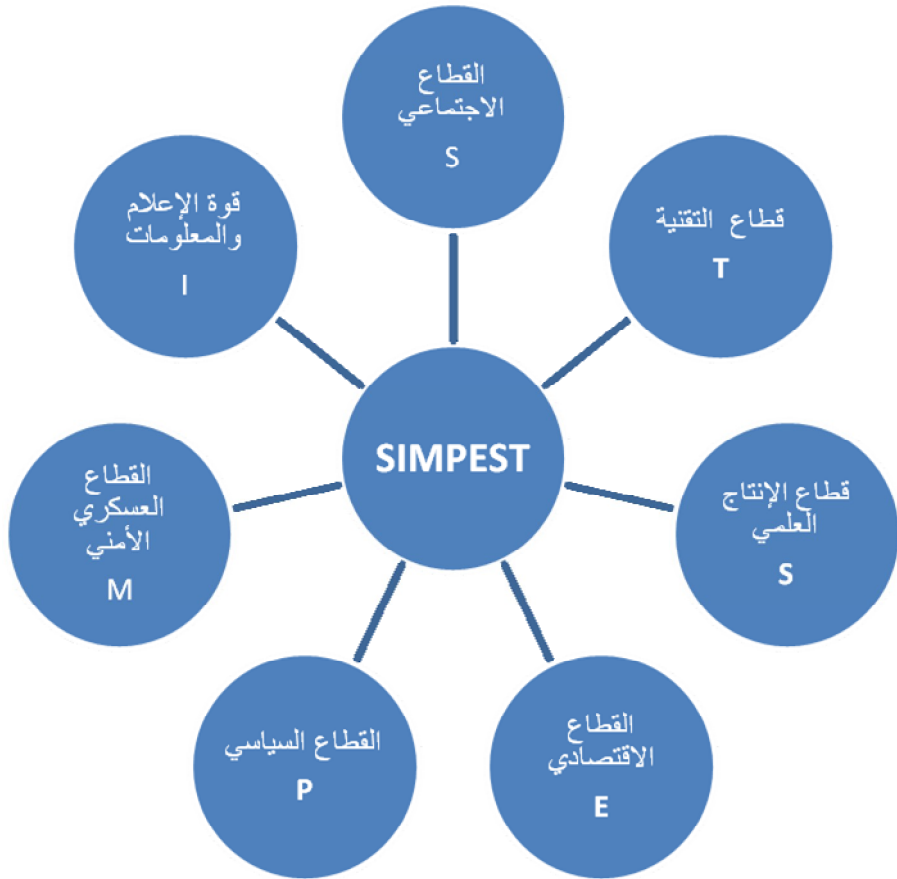 القطاع
الاجتماعي
S
قوة الإعلام
والمعلومات
I
قطاع التقنية
T
SIMPEST
القطاع
العسكري
الأمني
M
قطاع الإنتاج
العلمي
S
القطاع السياسي
P
القطاع
الاقتصادي
E